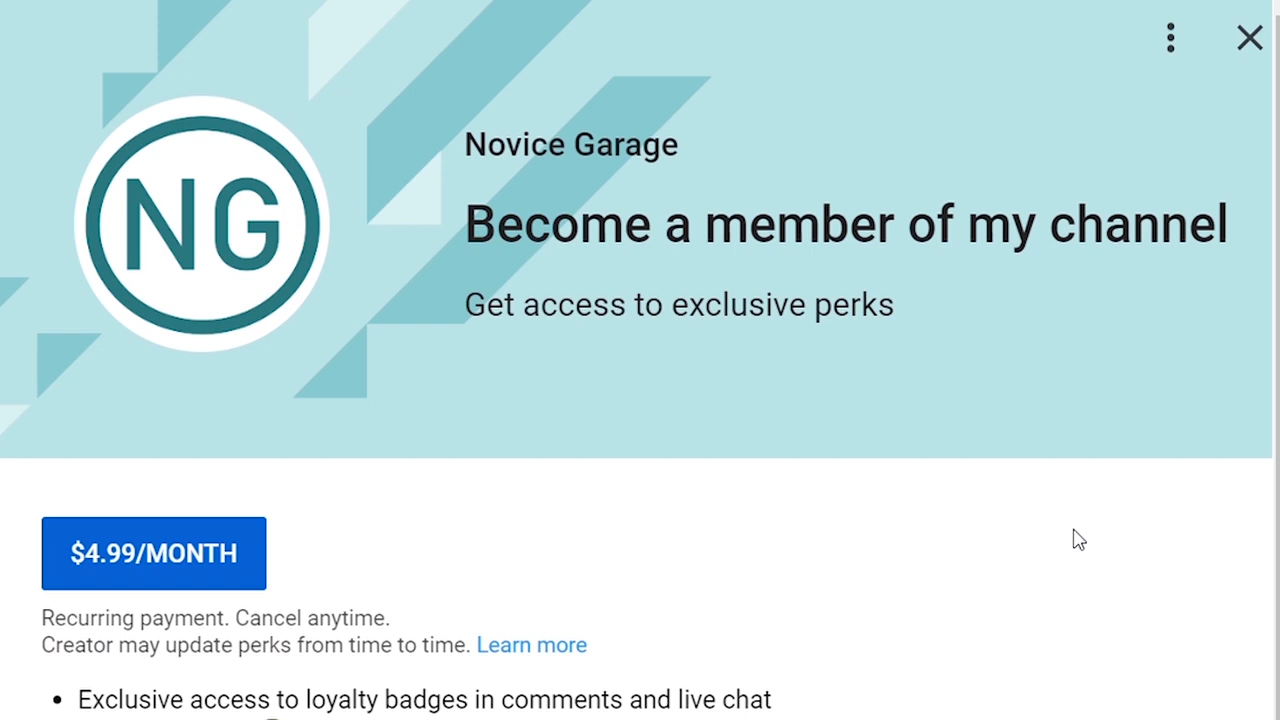 NG
Novice Garage
Become a member of my channel
Get access to exclusive perks
$4.99/MONTH
Recurring payment. Cancel anytime.
Creator may update perks from time to time. Learn more
• Exclusive access to loyalty badges in comments and live chat